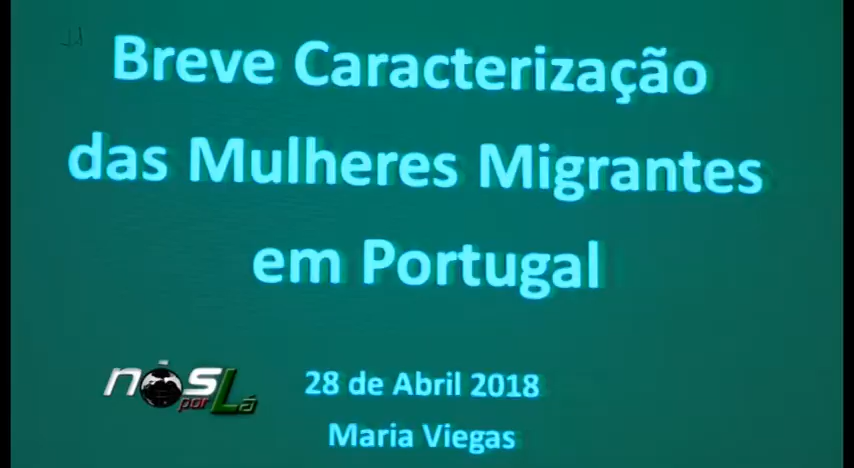 Breve Caracterização
das Mulheres Migrantes
em Portugal
nós
por Lá
28 de Abril 2018
Maria Viegas